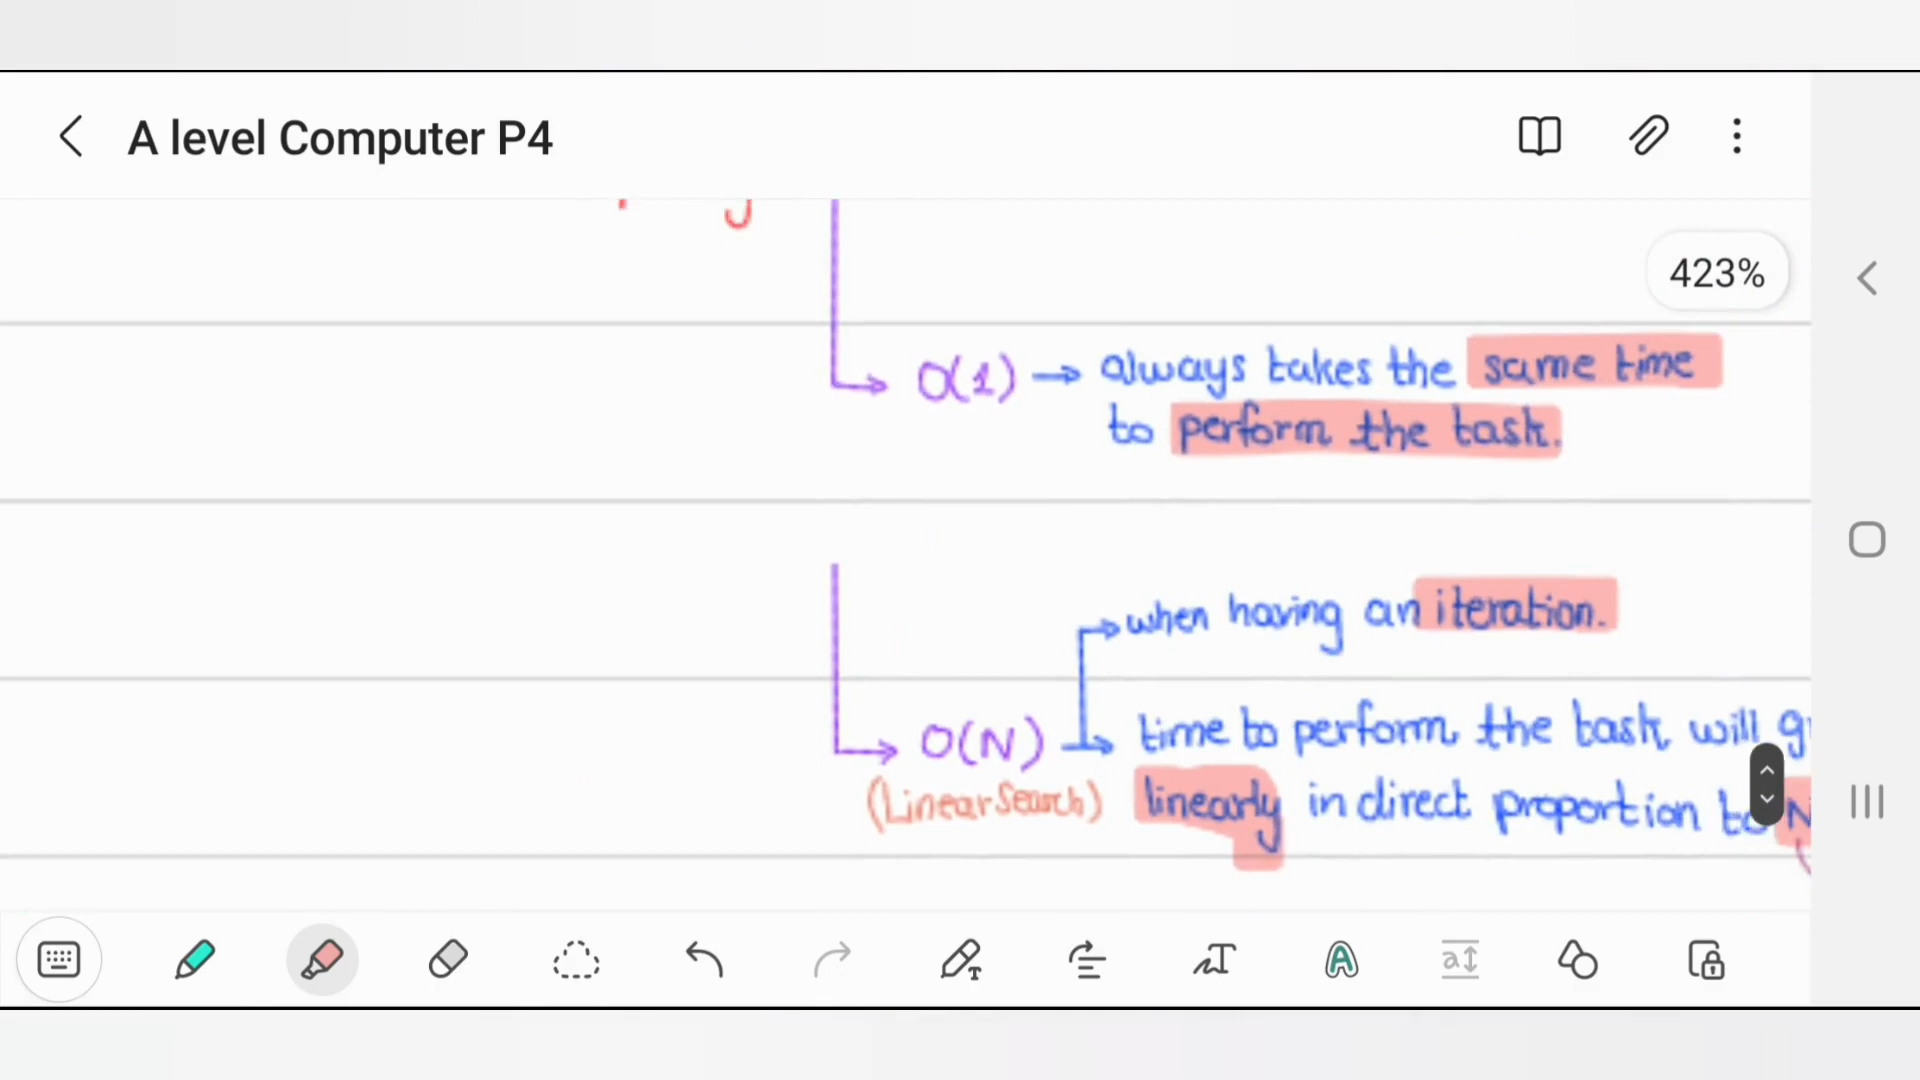 A level Computer P4
423%
O(1) → always takes the same time
to perform the task.
when having an iteration.
O(N) → time to perform the task will
(Linear Search) linearly in direct proportion to N